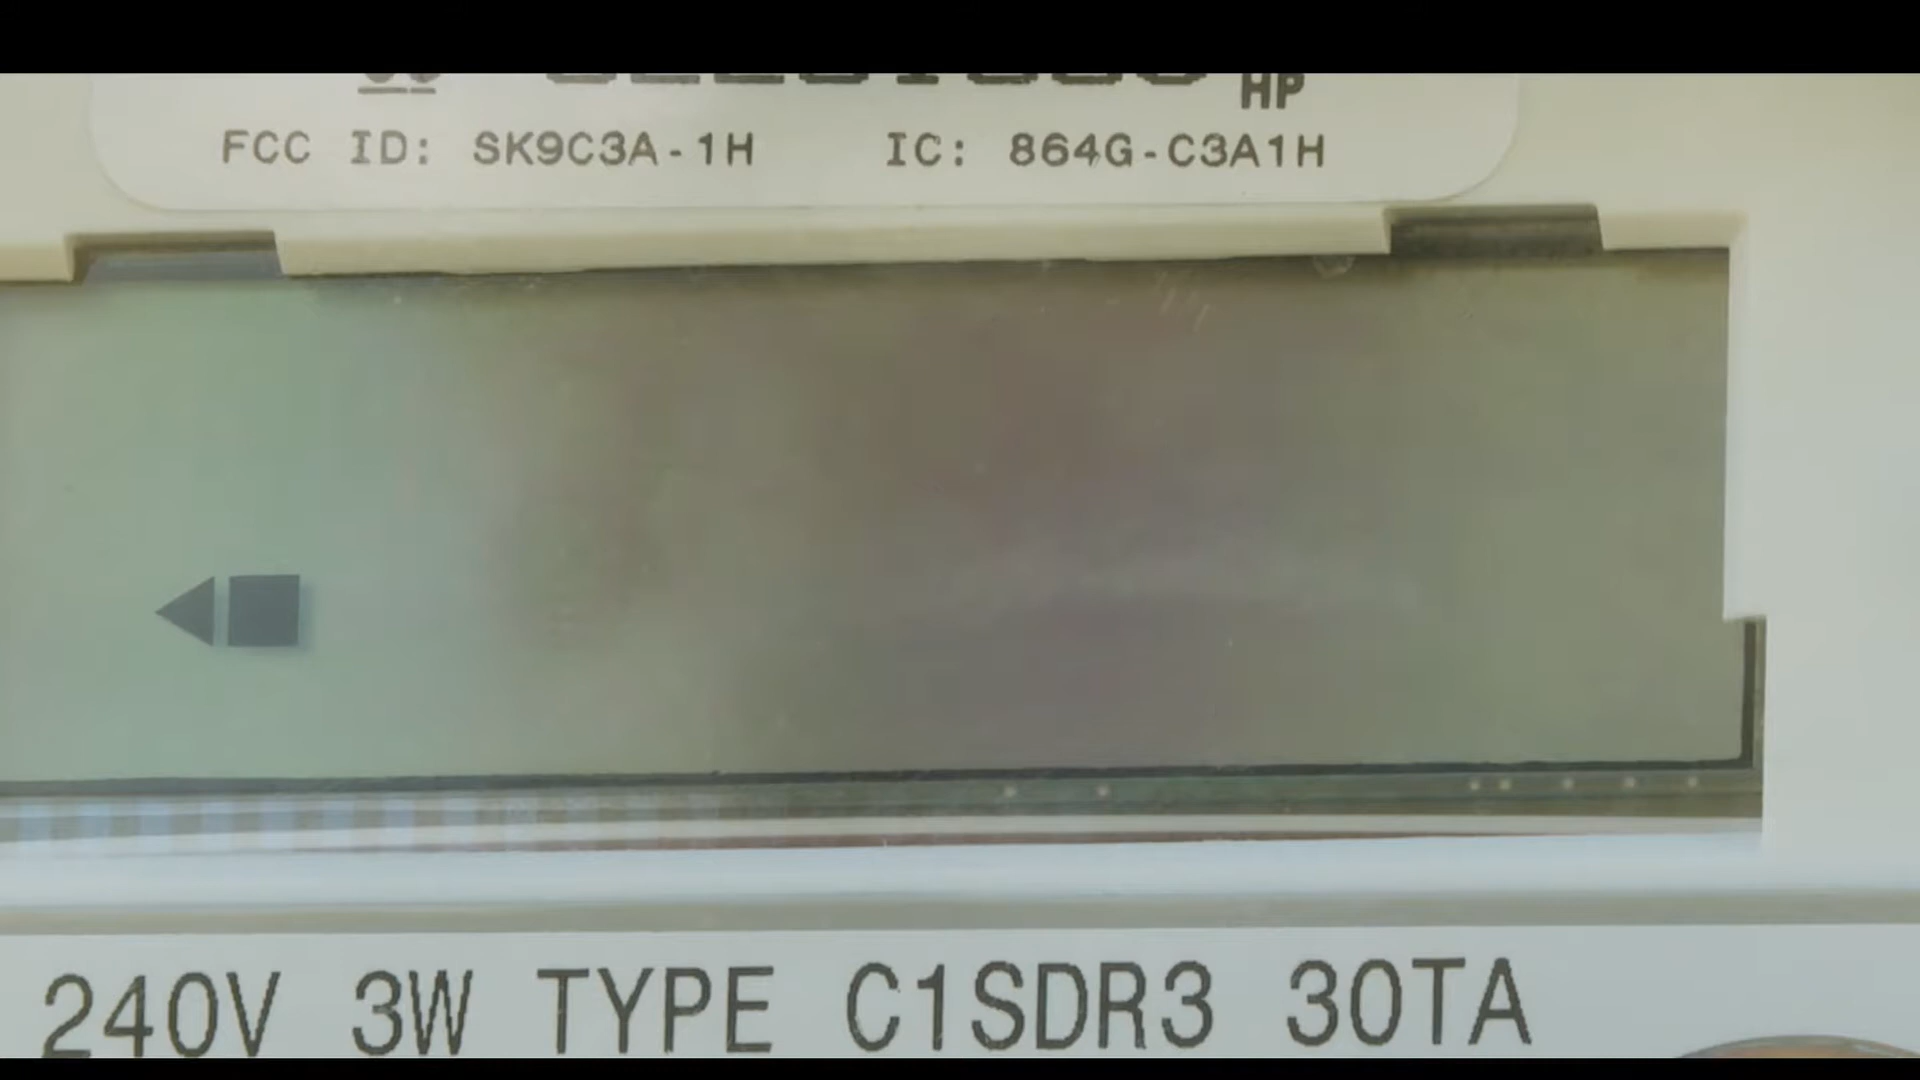 HP
FCC ID: SK9C3A-1H IC: 864G-C3A1H
240V 3W TYPE C1SDR3 30TA